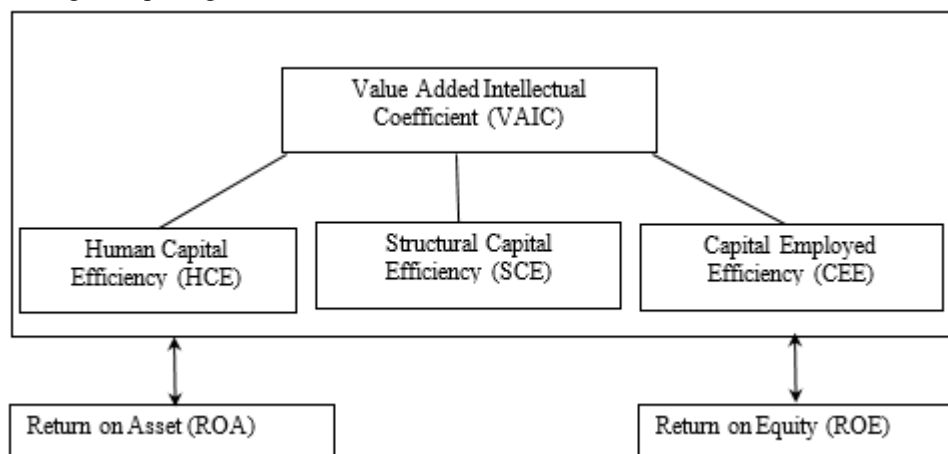 Value Added Intellectual
Coefficient (VAIC)
Human Capital
Efficiency (HCE)
Structural Capital
Efficiency (SCE)
Capital Employed
Efficiency (CEE)
Return on Asset (ROA)
Return on Equity (ROE)